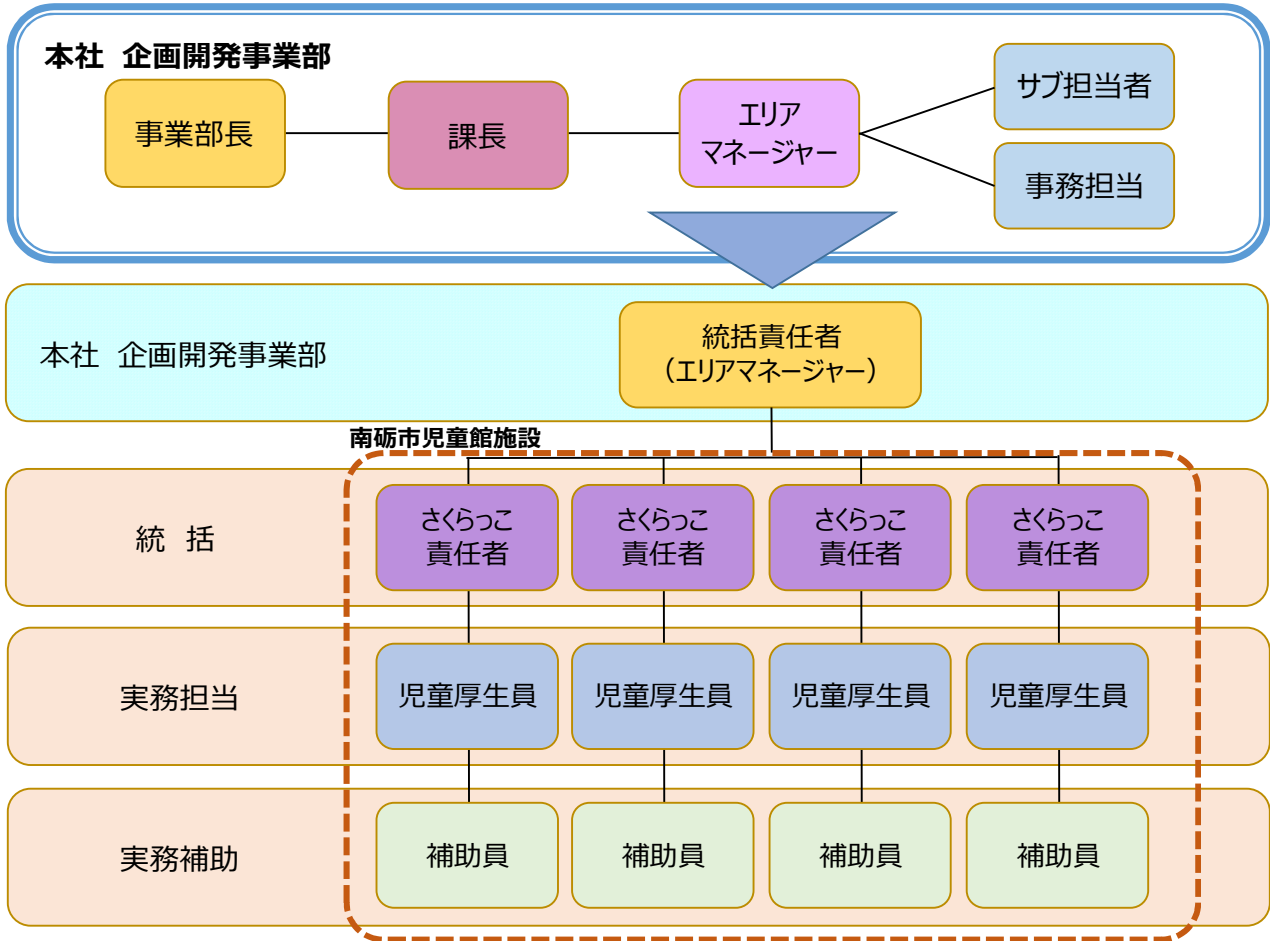 本社 企画開発事業部
事業部長
課長
エリア
マネージャー
サブ担当者
事務担当
本社 企画開発事業部
統括責任者
(エリアマネージャー)
南砺市児童館施設
統 括
さくらっこ
責任者
さくらっこ
責任者
さくらっこ
責任者
さくらっこ
責任者
実務担当
児童厚生員
児童厚生員
児童厚生員
児童厚生員
実務補助
補助員
補助員
補助員
補助員